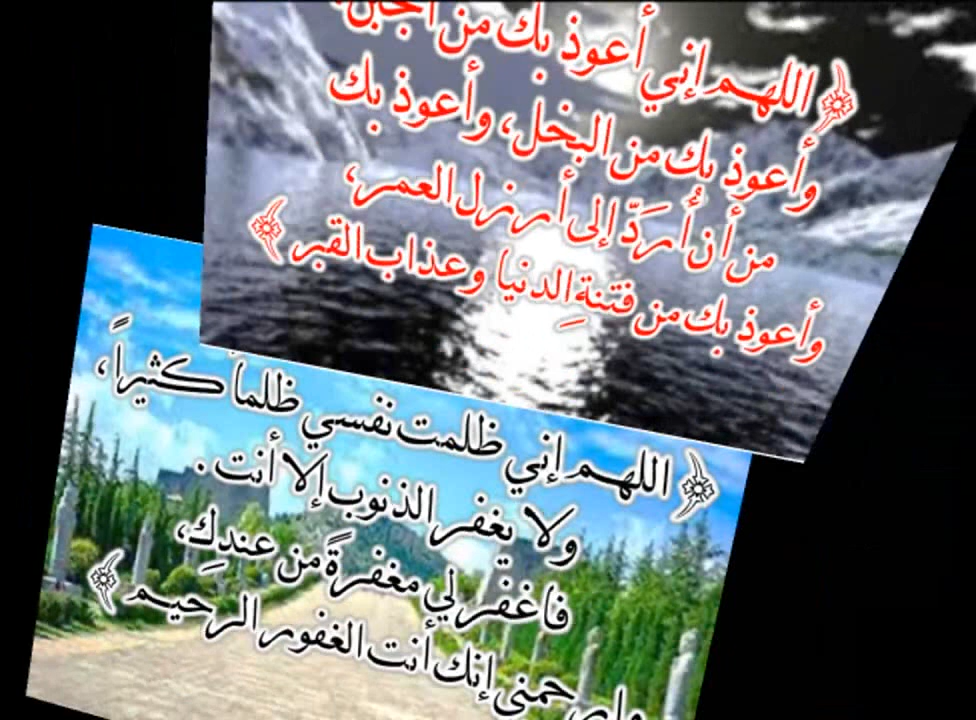 ﴿اللهم إني أعوذ بك من الجبن،
وأعوذ بك من البخل، وأعوذ بك
من أن أُردّ إلى أرذل العمر،
وأعوذ بك من فتنةِ الدنيا وعذاب القبر﴾
﴿اللهم إني ظلمت نفسي ظلماً كثيراً،
ولا يغفر الذنوب إلا أنت.
فاغفر لي مغفرةً من عندِك،
وارحمني إنك أنت الغفور الرحيم﴾